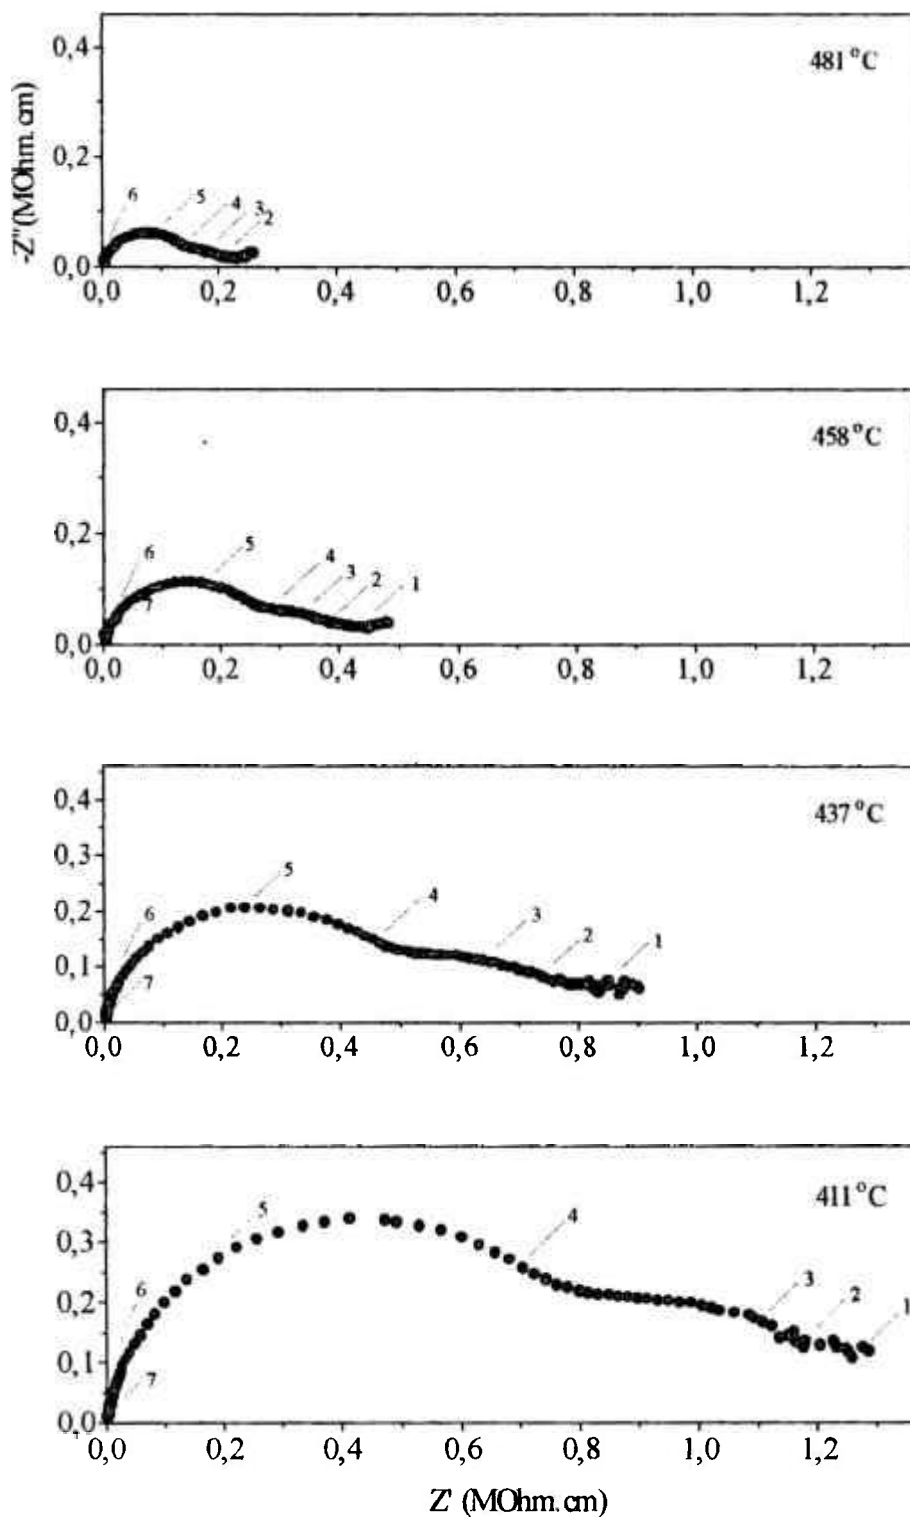 0,4
481 °C
-Z"(MOhm.cm)
0,2
6 5 4 3 2
0,0
0,0 0,2 0,4 0,6 0,8 1,0 1,2
0,4
458 °C
0,2
6 5 4 3 2 1
7
0,0
0,0 0,2 0,4 0,6 0,8 1,0 1,2
0,4
437 °C
0,3
5
0,2
6 4 3 2 1
0,1
7
0,0
0,0 0,2 0,4 0,6 0,8 1,0 1,2
0,4
411 °C
5 4
0,3
6 3 2 1
0,2
0,1
7
0,0
0,0 0,2 0,4 0,6 0,8 1,0 1,2
Z' (MOhm.cm)